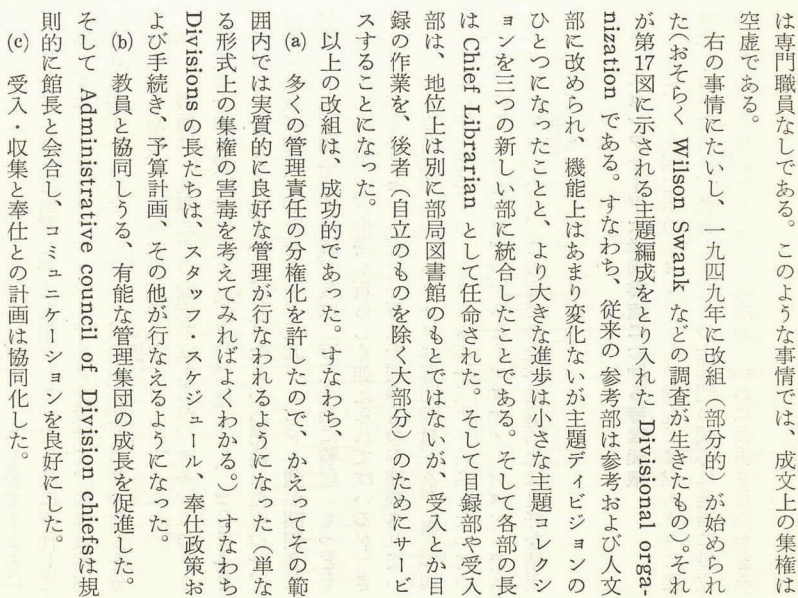 は専門職員なしである。このような事情では、成文上の集権は
空虚である。
右の事情にたいし、一九四九年に改組（部分的）が始められ
た（おそらく Wilson Swank などの調査が生きたもの）。それ
が第17図に示される主題編成をとり入れた Divisional orga-
nization である。すなわち、従来の参考部は参考および人文
部に改められ、機能上はあまり変化ないが主題ディビジョンの
ひとつになったことと、より大きな進歩は小さな主題コレクシ
ョンを三つの新しい部に統合したことである。そして各部の長
は Chief Librarian として任命された。そして目録部や受入
部は、地位上は別に部局図書館のもとではないが、受入とか目
録の作業を、後者（自立のものを除く大部分）のためにサービ
スすることになった。
以上の改組は、成功的であった。すなわち、
(a) 多くの管理責任の分権化を許したので、かえってその範
囲内では実質的に良好な管理が行なわれるようになった（単な
る形式上の集権の害毒を考えてみればよくわかる。）すなわち
Divisions の長たちは、スタッフ・スケジュール、奉仕政策お
よび手続き、予算計画、その他が行なえるようになった。
(b) 教員と協同しうる、有能な管理集団の成長を促進した。
そして Administrative council of Division chiefsは規
則的に館長と会合し、コミュニケーションを良好にした。
(c) 受入・収集と奉仕との計画は協同化した。